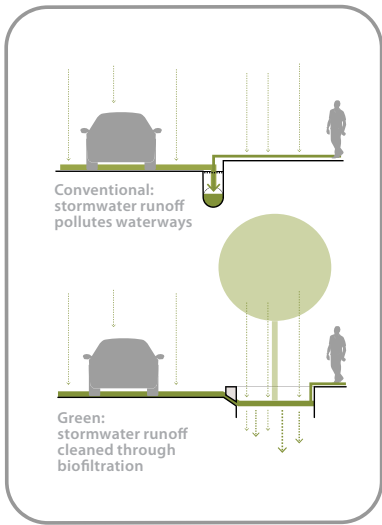 Conventional:
stormwater runoff
pollutes waterways
Green:
stormwater runoff
cleaned through
biofiltration